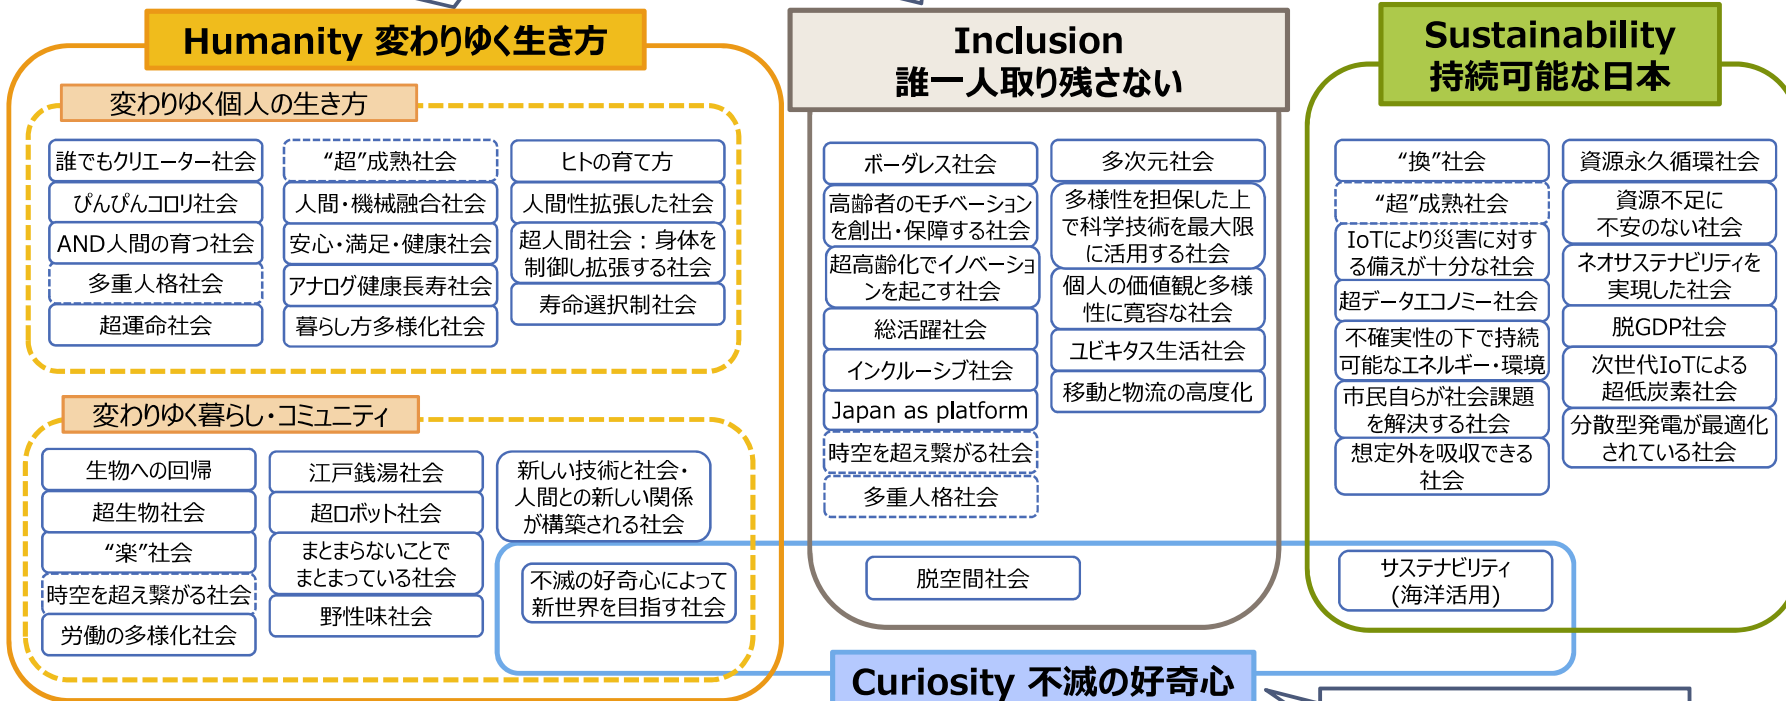 Humanity 変わりゆく生き方
変わりゆく個人の生き方
誰でもクリエーター社会
ぴんぴんコロリ社会
AND人間の育つ社会
多重人格社会
超運命社会
“超”成熟社会
人間・機械融合社会
安心・満足・健康社会
アナログ健康長寿社会
暮らし方多様化社会
ヒトの育て方
人間性拡張した社会
超人間社会：身体を
制御し拡張する社会
寿命選択制社会
変わりゆく暮らし・コミュニティ
生物への回帰
超生物社会
“楽”社会
時空を超え繋がる社会
労働の多様化社会
江戸銭湯社会
超ロボット社会
まとまらないことで
まとまっている社会
野性味社会
新しい技術と社会・
人間との新しい関係
が構築される社会
不滅の好奇心によって
新世界を目指す社会
Inclusion
誰一人取り残さない
ボーダレス社会
高齢者のモチベーション
を創出・保障する社会
超高齢化でイノベーショ
ンを起こす社会
総活躍社会
インクルーシブ社会
Japan as platform
時空を超え繋がる社会
多重人格社会
多次元社会
多様性を担保した上
で科学技術を最大限
に活用する社会
個人の価値観と多様
性に寛容な社会
ユビキタス生活社会
移動と物流の高度化
脱空間社会
Sustainability
持続可能な日本
“換”社会
“超”成熟社会
IoTにより災害に対す
る備えが十分な社会
超データエコノミー社会
不確実性の下で持続
可能なエネルギー・環境
市民自らが社会課題
を解決する社会
想定外を吸収できる
社会
資源永久循環社会
資源不足に
不安のない社会
ネオサステナビリティを
実現した社会
脱GDP社会
次世代IoTによる
超低炭素社会
分散型発電が最適化
されている社会
サステナビリティ
(海洋活用)
Curiosity 不滅の好奇心